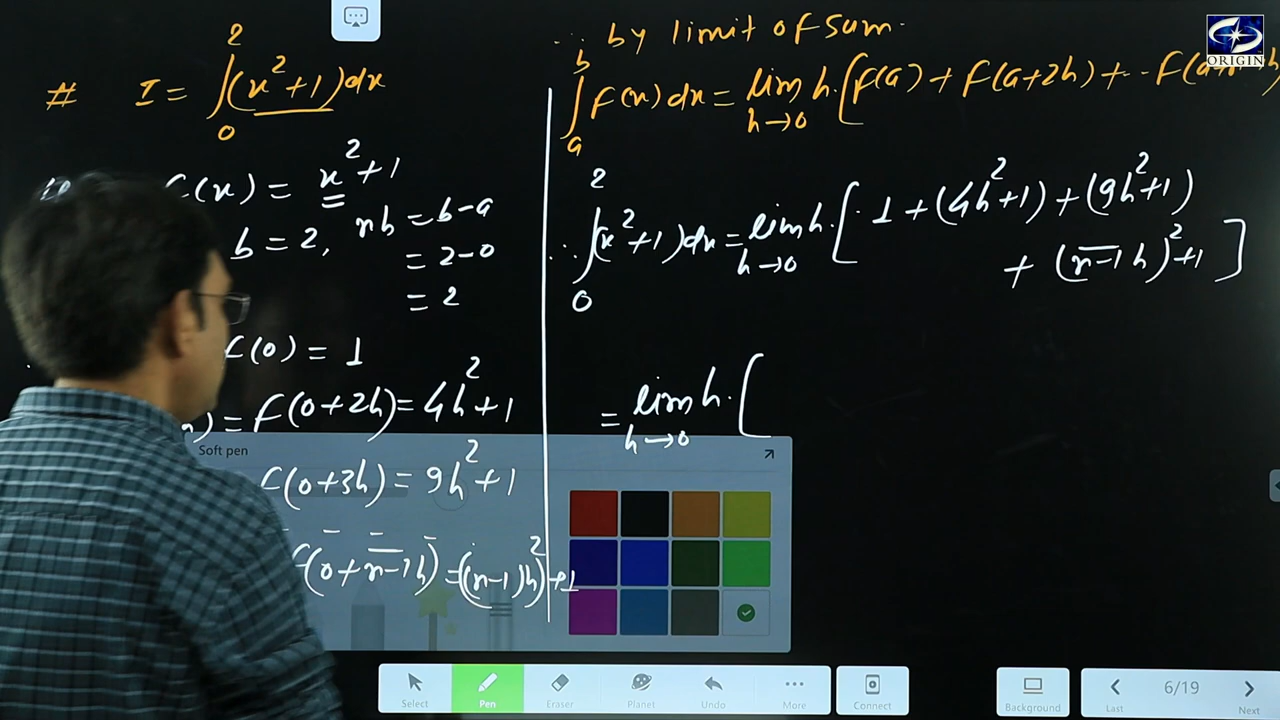 # I = ∫₀² (x²+1) dx
f(x) = x²+1
b = 2, nh = b-a
= 2-0
= 2
f(0) = 1
) = f(0+2h) = 4h²+1
f(0+3h) = 9h²+1
f(0+n-1h) = ((n-1)h)²+1
∴ by limit of sum.
∫ₐᵇ f(x) dx = lim h→0 h. [f(a) + f(a+2h) + -- f(a+n-1h)
∴ ∫₀² (x²+1) dx = lim h→0 h. [1 + (4h²+1) + (9h²+1)
+ (n-1h)²+1]
= lim h→0 h. [
ORIGIN
Soft pen
Select Pen Eraser Planet Undo More
Connect
Background
Last 6/19 Next